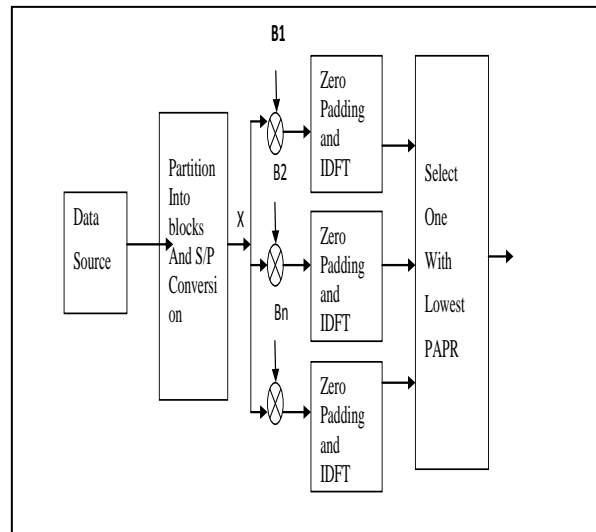 Data
Source
Partition
Into
blocks
And S/P
Conversi
on
X
B1
B2
Bn
Zero
Padding
and
IDFT
Zero
Padding
and
IDFT
Zero
Padding
and
IDFT
Select
One
With
Lowest
PAPR